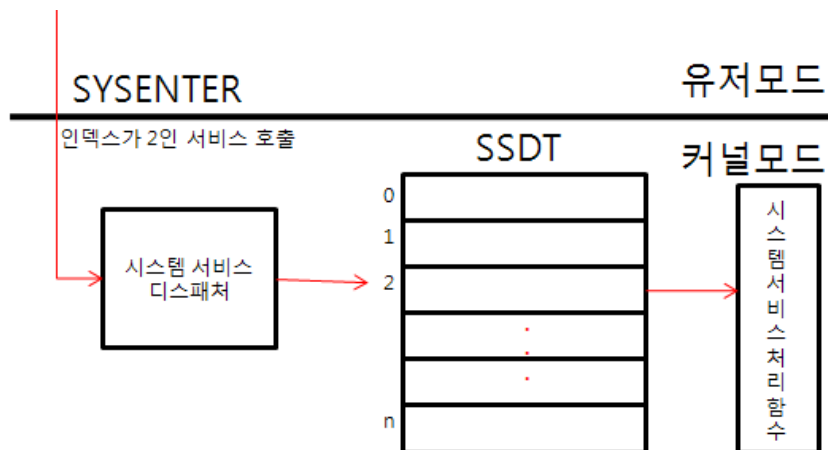 SYSENTER
유저모드
인덱스가 2인 서비스 호출
SSDT
커널모드
0
1
2
n
시스템 서비스
디스패처
시
스
템
서
비
스
처
리
함
수